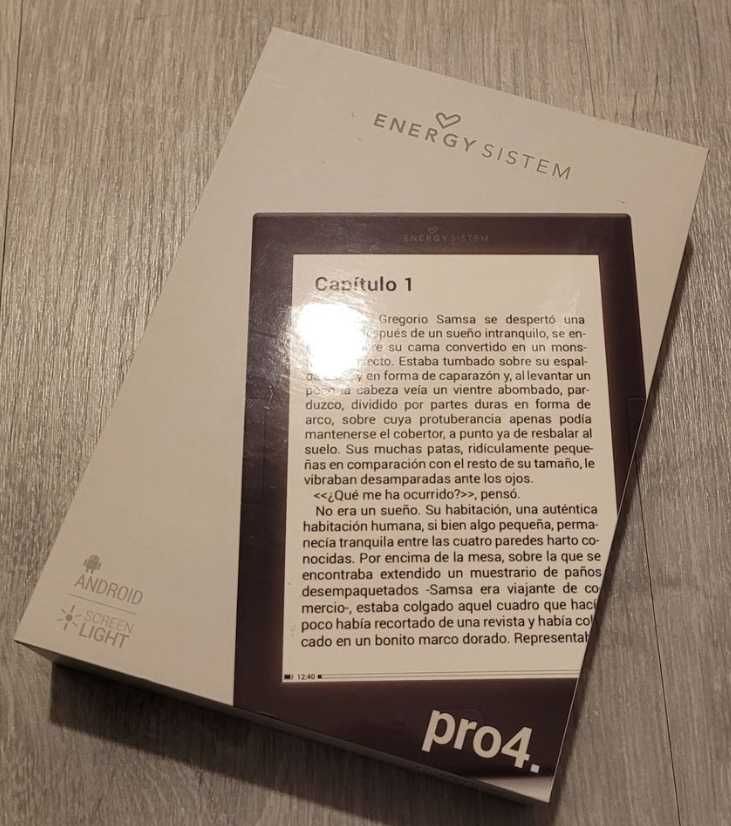 ENERGY SISTEM
ENERGY SISTEM
Capítulo 1
Gregorio Samsa se despertó una
después de un sueño intranquilo, se en-
su cama convertido en un mons-
Estaba tumbado sobre su espal-
y en forma de caparazón y, al levantar un
la cabeza veía un vientre abombado, par-
duzco, dividido por partes duras en forma de
arco, sobre cuya protuberancia apenas podía
mantenerse el cobertor, a punto ya de resbalar al
suelo. Sus muchas patas, ridículamente peque-
ñas en comparación con el resto de su tamaño, le
vibraban desamparadas ante los ojos.
<<¿Qué me ha ocurrido?>>, pensó.
No era un sueño. Su habitación, una auténtica
habitación humana, si bien algo pequeña, perma-
necía tranquila entre las cuatro paredes harto co-
nocidas. Por encima de la mesa, sobre la que se
encontraba extendido un muestrario de paños
desempaquetados -Samsa era viajante de co
mercio-, estaba colgado aquel cuadro que hací
poco había recortado de una revista y había col
cado en un bonito marco dorado. Representab
12:40
ANDROID
SCREEN
LIGHT
pro4.